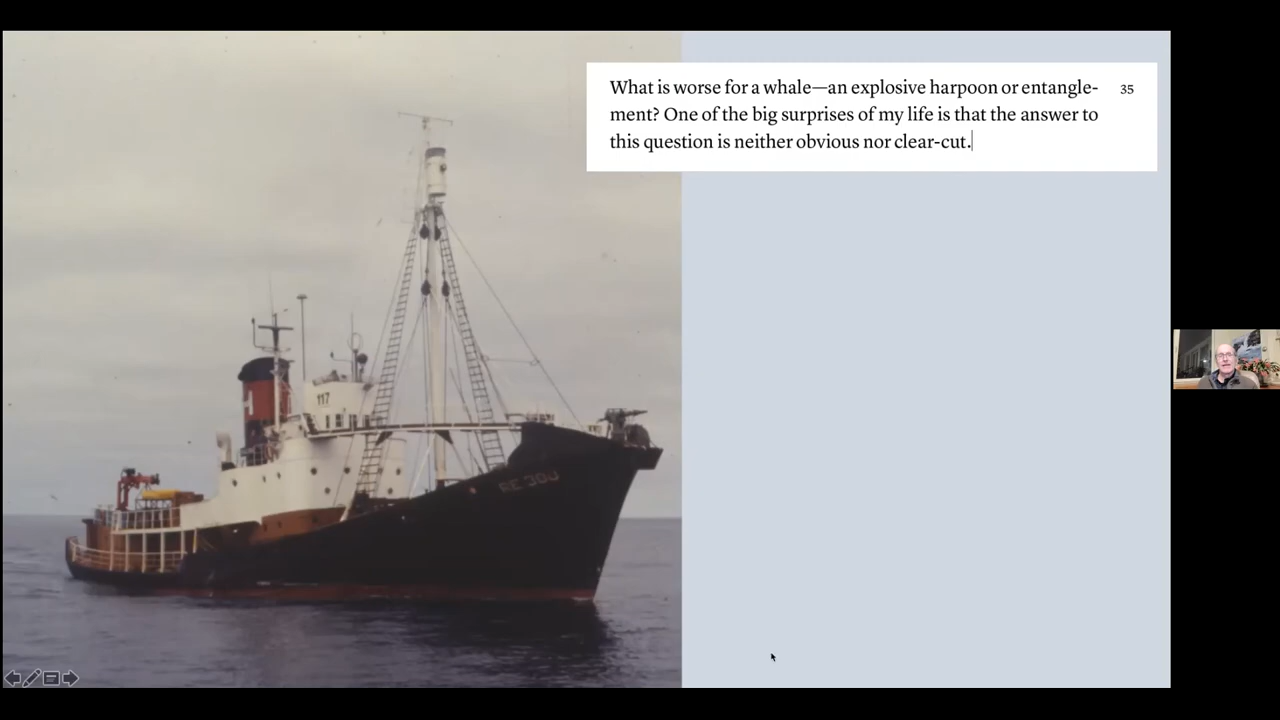 What is worse for a whale—an explosive harpoon or entangle-
35
ment? One of the big surprises of my life is that the answer to
this question is neither obvious nor clear-cut.
117
H